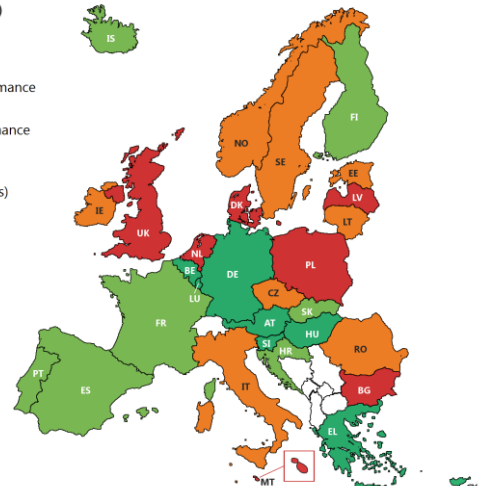 )
IS
mance
nance
s)
FI
NO
SE
EE
LV
LT
DK
IE
UK
NL
BE
DE
PL
LU
CZ
SK
FR
AT
HU
SI
HR
RO
PT
ES
IT
BG
EL
MT